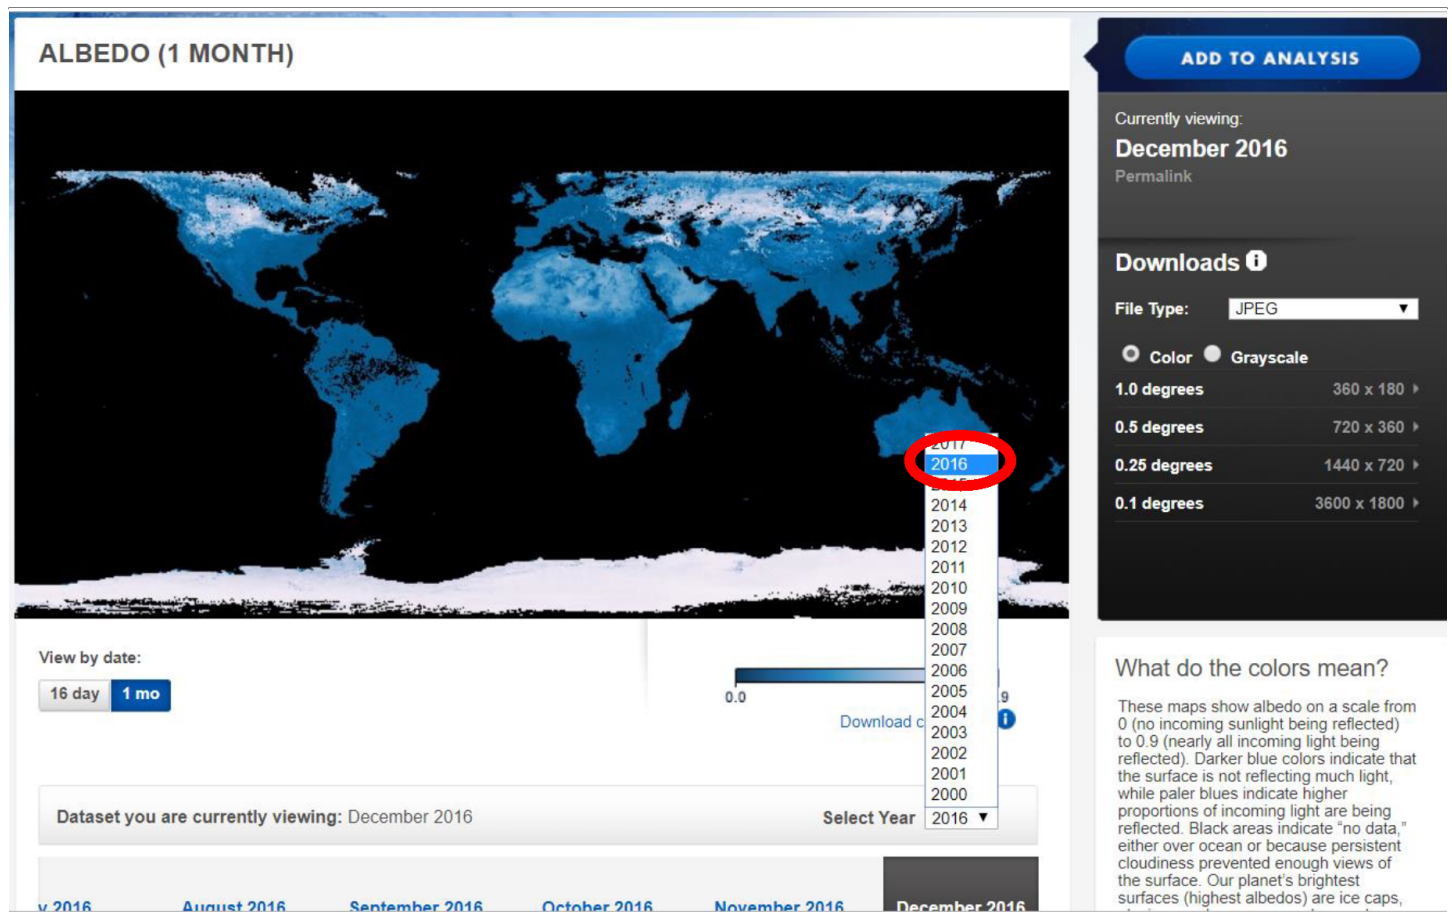 ALBEDO (1 MONTH)
ADD TO ANALYSIS
Currently viewing:
December 2016
Permalink
Downloads
File Type: JPEG ▼
Color Grayscale
1.0 degrees 360 x 180
0.5 degrees 720 x 360
0.25 degrees 1440 x 720
0.1 degrees 3600 x 1800
2017
2016
2015
2014
2013
2012
2011
2010
2009
2008
2007
2006
2005
2004
2003
2002
2001
2000
View by date:
16 day 1 mo
0.0 .9
Download c
Dataset you are currently viewing: December 2016
Select Year 2016 ▼
y 2016 August 2016 September 2016 October 2016 November 2016 December 2016
What do the colors mean?
These maps show albedo on a scale from
0 (no incoming sunlight being reflected)
to 0.9 (nearly all incoming light being
reflected). Darker blue colors indicate that
the surface is not reflecting much light,
while paler blues indicate higher
proportions of incoming light are being
reflected. Black areas indicate “no data,”
either over ocean or because persistent
cloudiness prevented enough views of
the surface. Our planet’s brightest
surfaces (highest albedos) are ice caps,